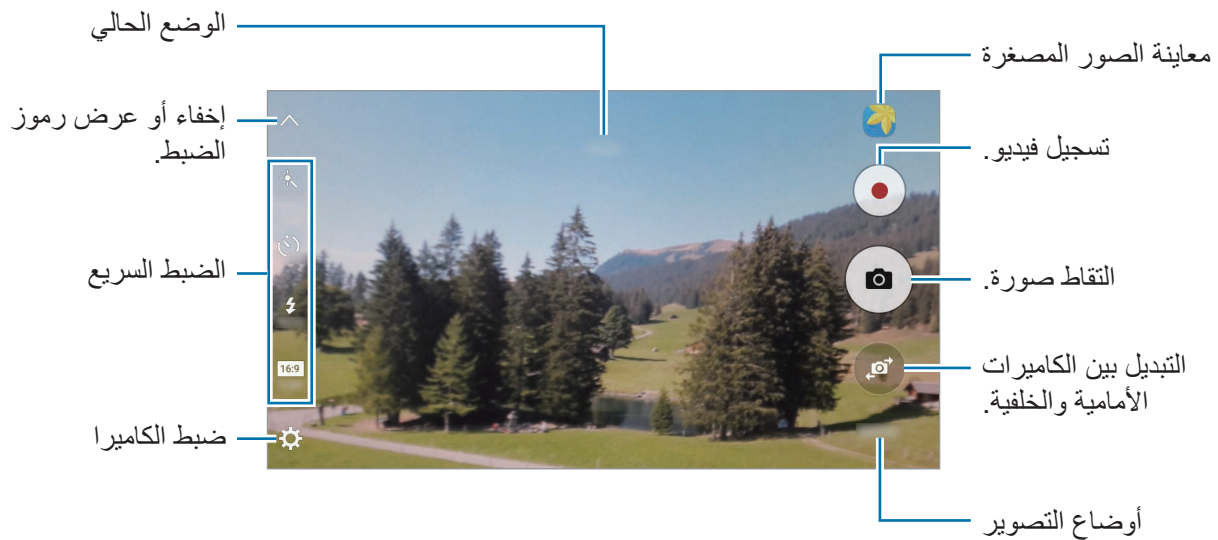 الوضع الحالي
معاينة الصور المصغرة
إخفاء أو عرض رموز
الضبط.
تسجيل فيديو.
الضبط السريع
التقاط صورة.
16:9
التبديل بين الكاميرات
الأمامية والخلفية.
ضبط الكاميرا
أوضاع التصوير